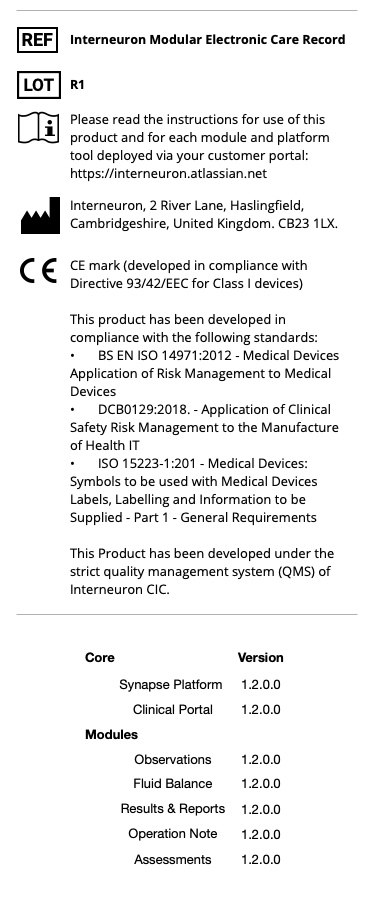 REF Interneuron Modular Electronic Care Record
LOT R1
i Please read the instructions for use of this
product and for each module and platform
tool deployed via your customer portal:
https://interneuron.atlassian.net
Interneuron, 2 River Lane, Haslingfield,
Cambridgeshire, United Kingdom. CB23 1LX.
CE CE mark (developed in compliance with
Directive 93/42/EEC for Class I devices)
This product has been developed in
compliance with the following standards:
• BS EN ISO 14971:2012 - Medical Devices
Application of Risk Management to Medical
Devices
• DCB0129:2018. - Application of Clinical
Safety Risk Management to the Manufacture
of Health IT
• ISO 15223-1:201 - Medical Devices:
Symbols to be used with Medical Devices
Labels, Labelling and Information to be
Supplied - Part 1 - General Requirements
This Product has been developed under the
strict quality management system (QMS) of
Interneuron CIC.
Core Version
Synapse Platform 1.2.0.0
Clinical Portal 1.2.0.0
Modules
Observations 1.2.0.0
Fluid Balance 1.2.0.0
Results & Reports 1.2.0.0
Operation Note 1.2.0.0
Assessments 1.2.0.0